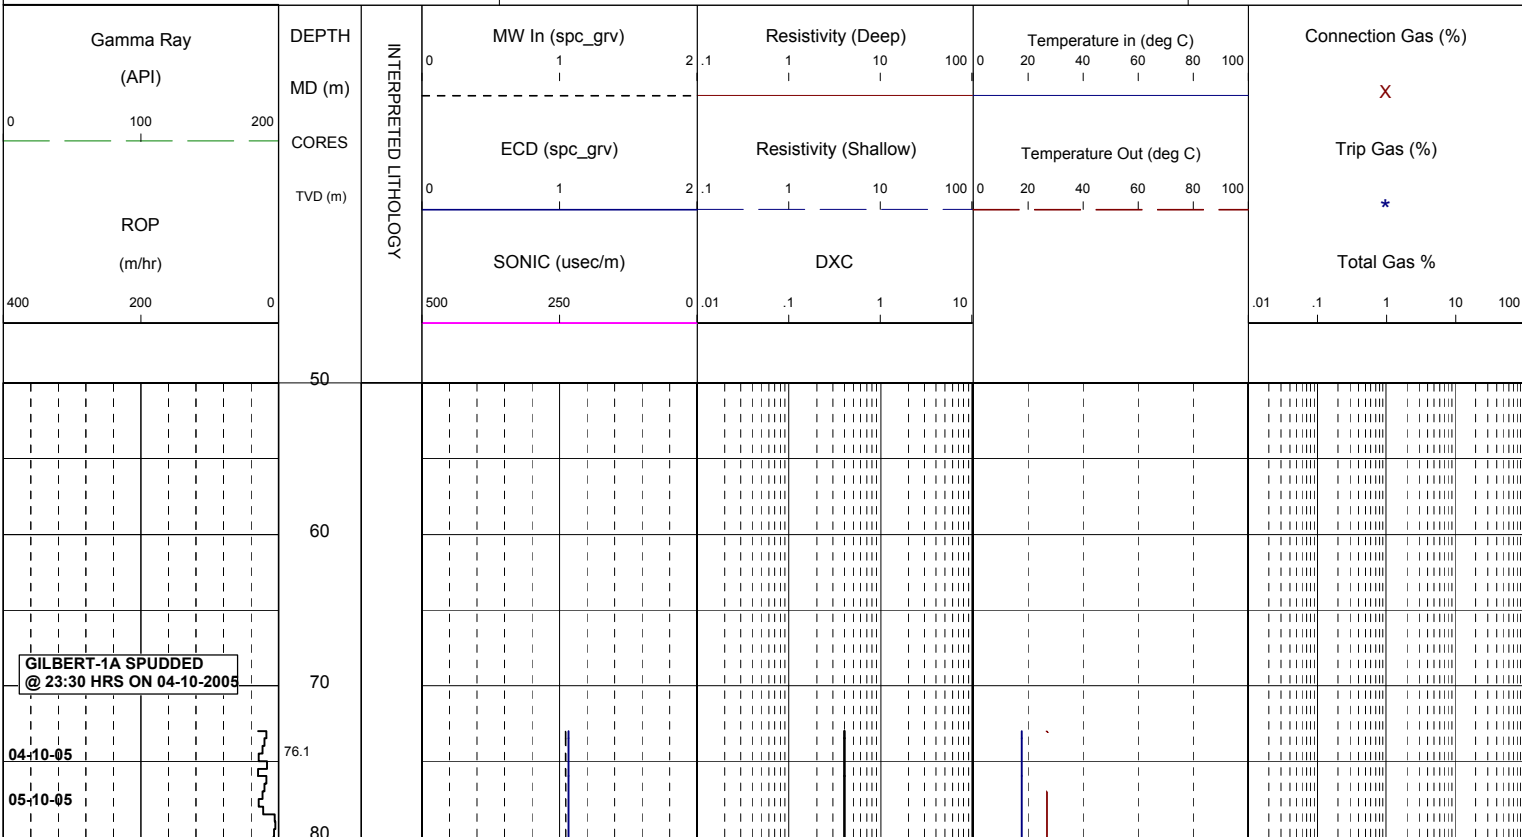 Gamma Ray
(API)
0 100 200
ROP
(m/hr)
400 200 0
DEPTH
MD (m)
CORES
TVD (m)
INTERPRETED LITHOLOGY
MW In (spc_grv)
0 1 2
ECD (spc_grv)
0 1 2
SONIC (usec/m)
500 250 0
Resistivity (Deep)
.1 1 10 100
Resistivity (Shallow)
.1 1 10 100
DXC
.01 .1 1 10
Temperature in (deg C)
0 20 40 60 80 100
Temperature Out (deg C)
0 20 40 60 80 100
Connection Gas (%)
X
Trip Gas (%)
*
Total Gas %
.01 .1 1 10 100
50
60
GILBERT-1A SPUDDED
@ 23:30 HRS ON 04-10-2005
70
04-10-05
76.1
05-10-05
80